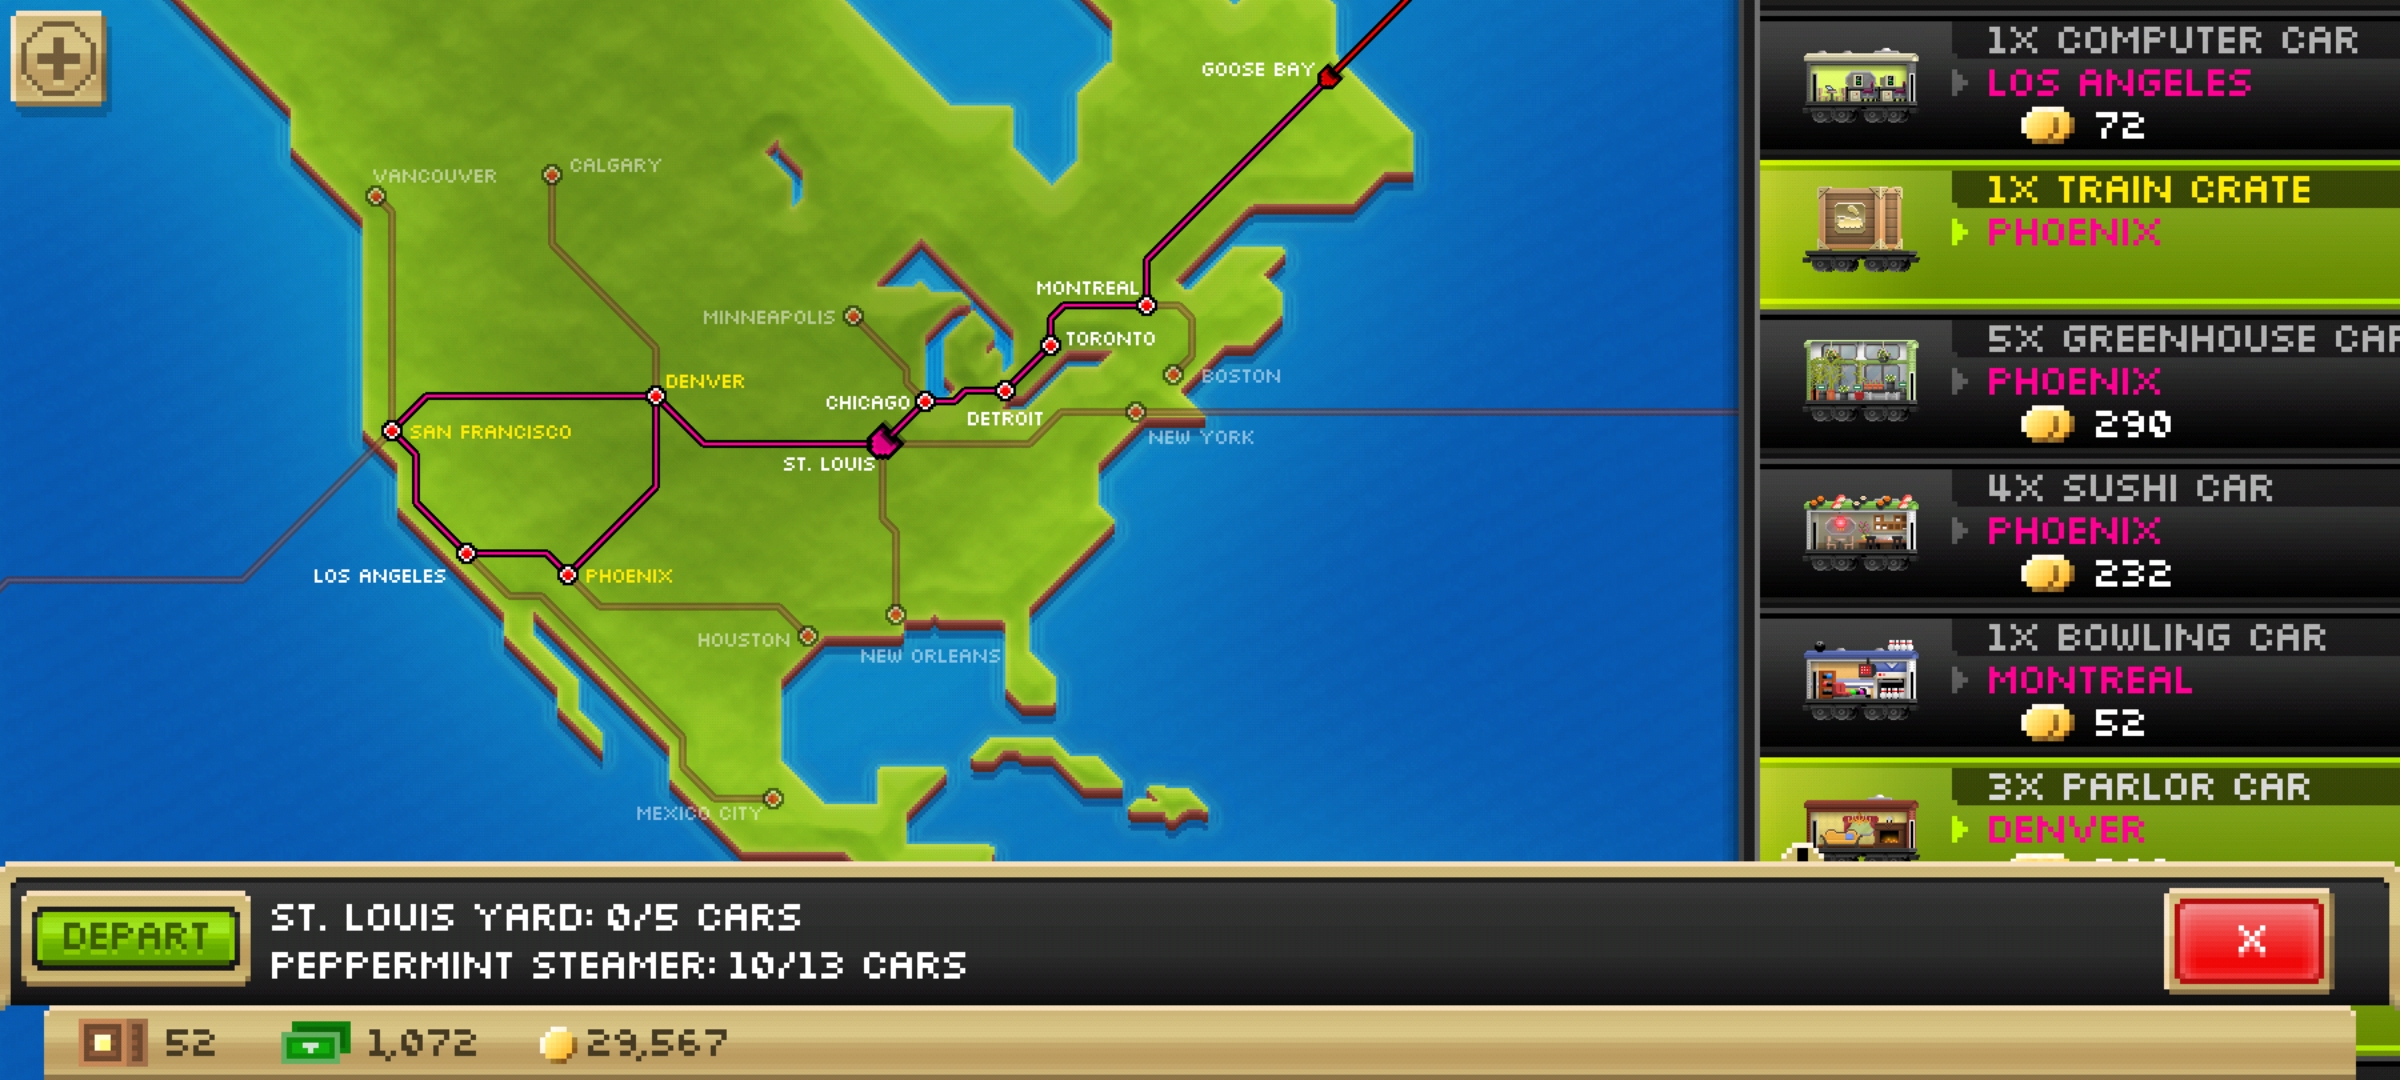 GOOSE BAY
VANCOUVER
CALGARY
MINNEAPOLIS
MONTREAL
TORONTO
BOSTON
DENVER
CHICAGO
DETROIT
SAN FRANCISCO
NEW YORK
ST. LOUIS
LOS ANGELES
PHOENIX
HOUSTON
NEW ORLEANS
MEXICO CITY
1X COMPUTER CAR
LOS ANGELES
72
1X TRAIN CRATE
PHOENIX
5X GREENHOUSE CAR
PHOENIX
290
4X SUSHI CAR
PHOENIX
232
1X BOWLING CAR
MONTREAL
52
3X PARLOR CAR
DENVER
DEPART
ST. LOUIS YARD: 0/5 CARS
PEPPERMINT STEAMER: 10/13 CARS
X
52
1,072
29,567